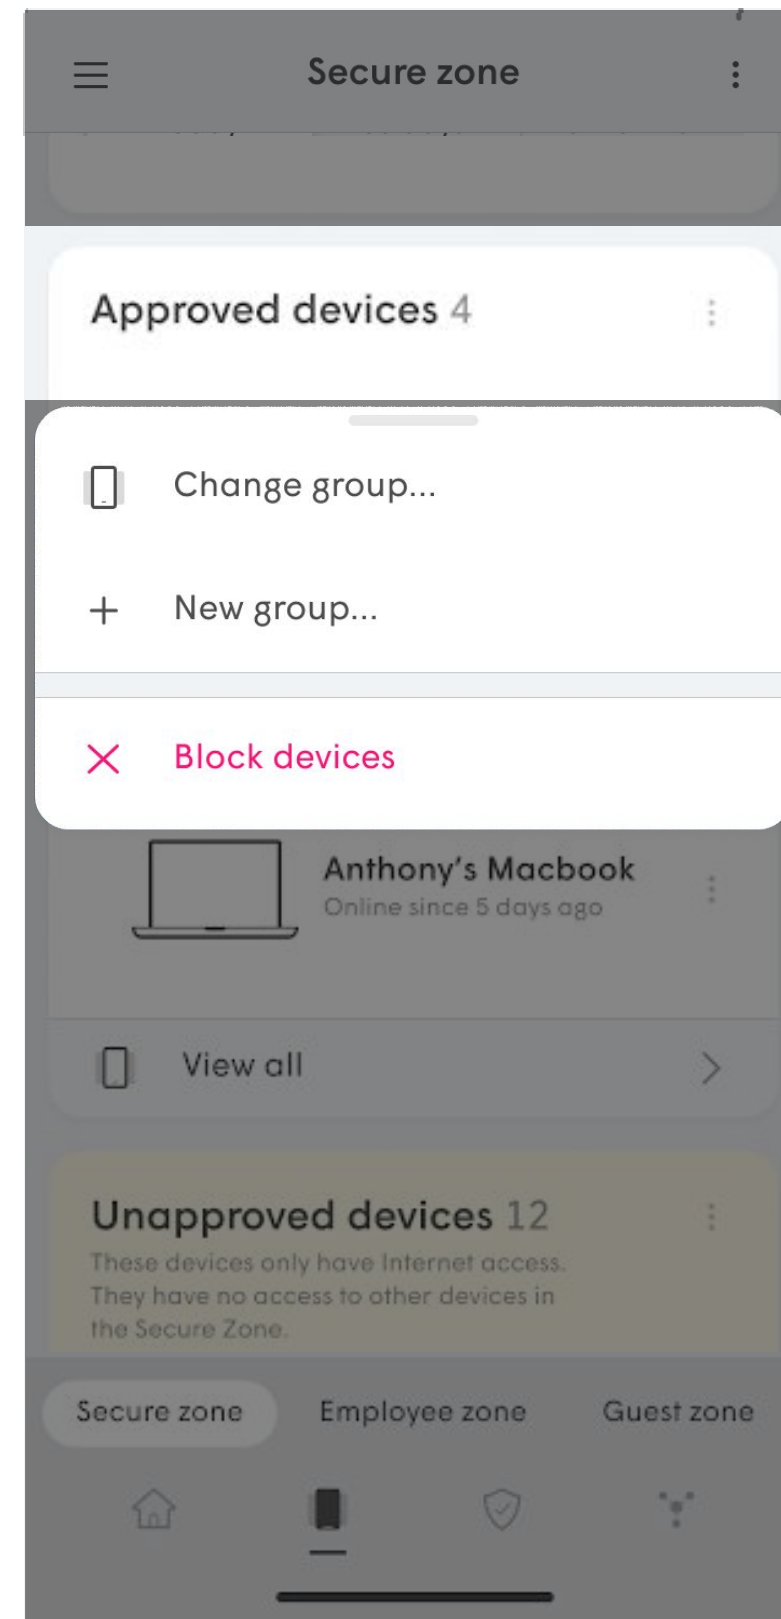 Secure zone
Approved devices 4
Change group...
New group...
Block devices
Anthony's Macbook
Online since 5 days ago
View all
Unapproved devices 12
These devices only have Internet access.
They have no access to other devices in
the Secure Zone.
Secure zone Employee zone Guest zone